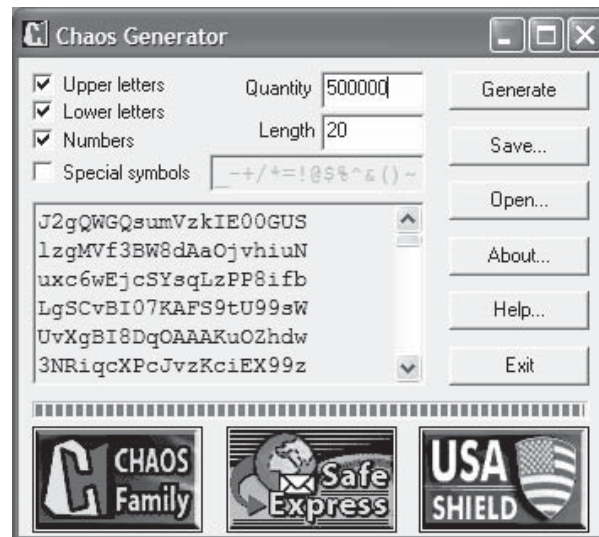 Chaos Generator
Upper letters
Lower letters
Numbers
Special symbols
Quantity 500000
Length 20
_-+/*=!@$%^&()~
J2gQWGQsumVzkIE00GUS
lzgMVf3BW8dAaOjvhiuN
uxc6wEjcSYsqLzPP8ifb
LgSCvBI07KAFS9tU99sW
UvXgBI8DqOAAAKuOZhdw
3NRiqcXPcJvzKciEX99z
Generate
Save...
Open...
About...
Help...
Exit
CHAOS
Family
Safe
Express
USA
SHIELD